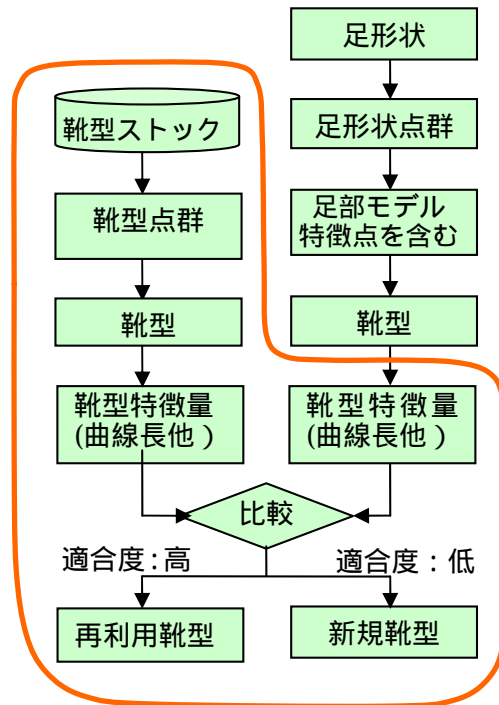 足形状
足形状点群
足部モデル
特徴点を含む
靴型
靴型特徴量
(曲線長他)
靴型ストック
靴型点群
靴型
靴型特徴量
(曲線長他)
比較
適合度:高
適合度:低
再利用靴型
新規靴型